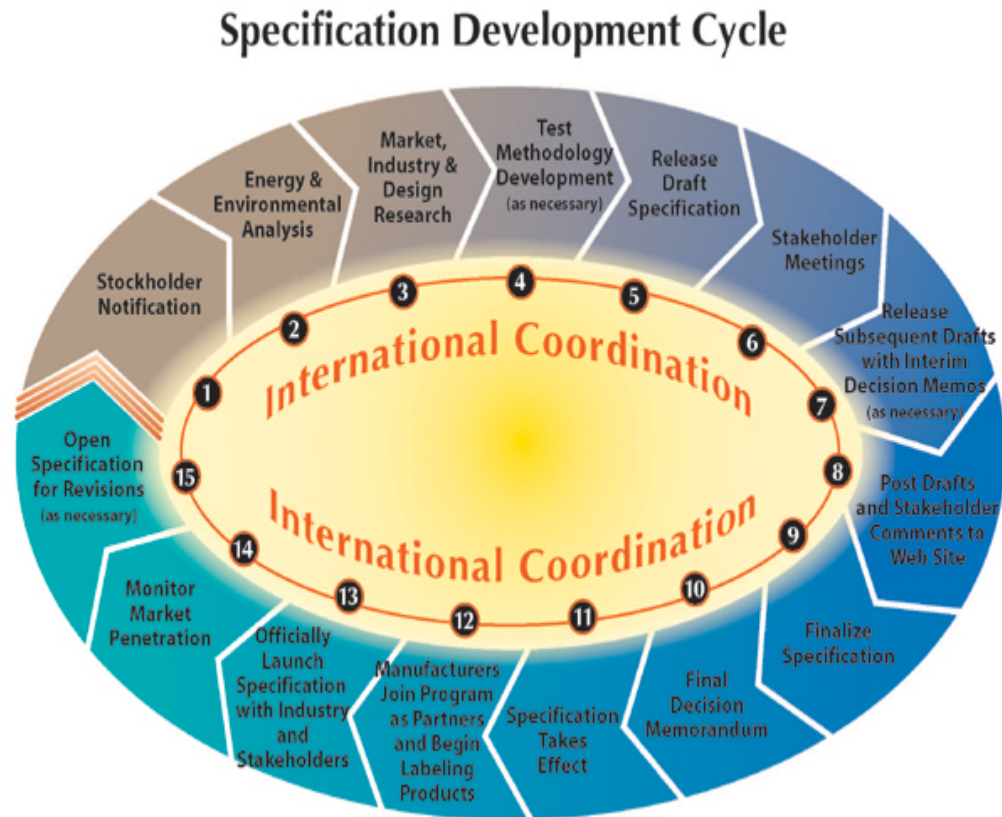 Specification Development Cycle
Stockholder
Notification
Energy &
Environmental
Analysis
Market,
Industry &
Design
Research
Test
Methodology
Development
(as necessary)
Release
Draft
Specification
Stakeholder
Meetings
Release
Subsequent Drafts
with Interim
Decision Memos
(as necessary)
Post Drafts
and Stakeholder
Comments to
Web Site
Finalize
Specification
Final
Decision
Memorandum
Specification
Takes
Effect
Manufacturers
Join Program
as Partners
and Begin
Labeling
Products
Officially
Launch
Specification
with Industry
and
Stakeholders
Monitor
Market
Penetration
Open
Specification
for Revisions
(as necessary)
1
2
3
4
5
6
7
8
9
10
11
12
13
14
15
International Coordination
International Coordination